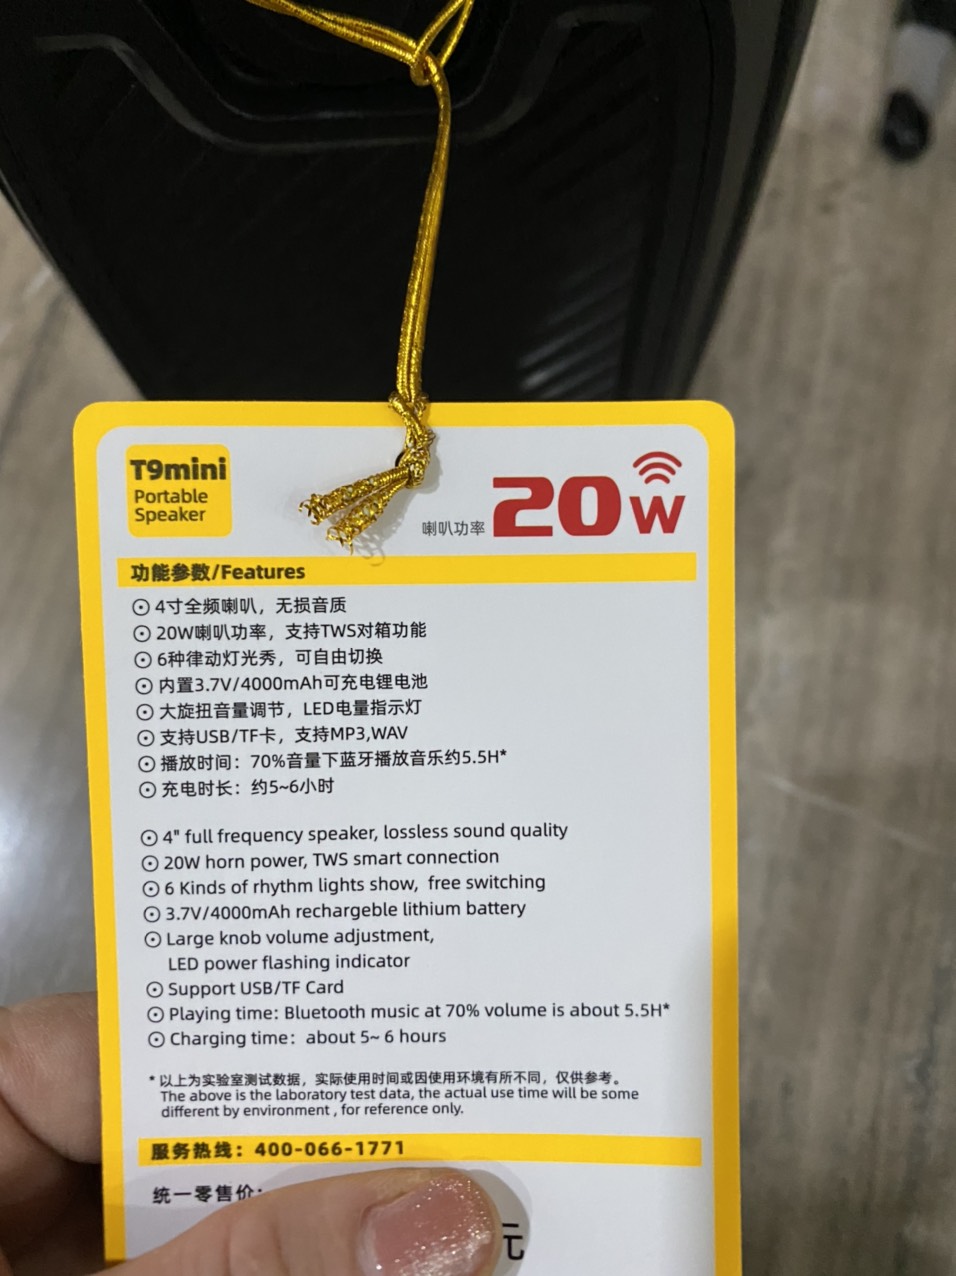 T9mini
Portable
Speaker
喇叭功率 20W
功能参数/Features
⊙ 4寸全频喇叭，无损音质
⊙ 20W喇叭功率，支持TWS对箱功能
⊙ 6种律动灯光秀，可自由切换
⊙ 内置3.7V/4000mAh可充电锂电池
⊙ 大旋扭音量调节，LED电量指示灯
⊙ 支持USB/TF卡，支持MP3,WAV
⊙ 播放时间：70%音量下蓝牙播放音乐约5.5H*
⊙ 充电时长：约5~6小时
⊙ 4" full frequency speaker, lossless sound quality
⊙ 20W horn power, TWS smart connection
⊙ 6 Kinds of rhythm lights show, free switching
⊙ 3.7V/4000mAh rechargeble lithium battery
⊙ Large knob volume adjustment,
LED power flashing indicator
⊙ Support USB/TF Card
⊙ Playing time: Bluetooth music at 70% volume is about 5.5H*
⊙ Charging time: about 5~ 6 hours
* 以上为实验室测试数据，实际使用时间或因使用环境有所不同，仅供参考。
The above is the laboratory test data, the actual use time will be some
different by environment , for reference only.
服务热线：400-066-1771
统一零售价:
元